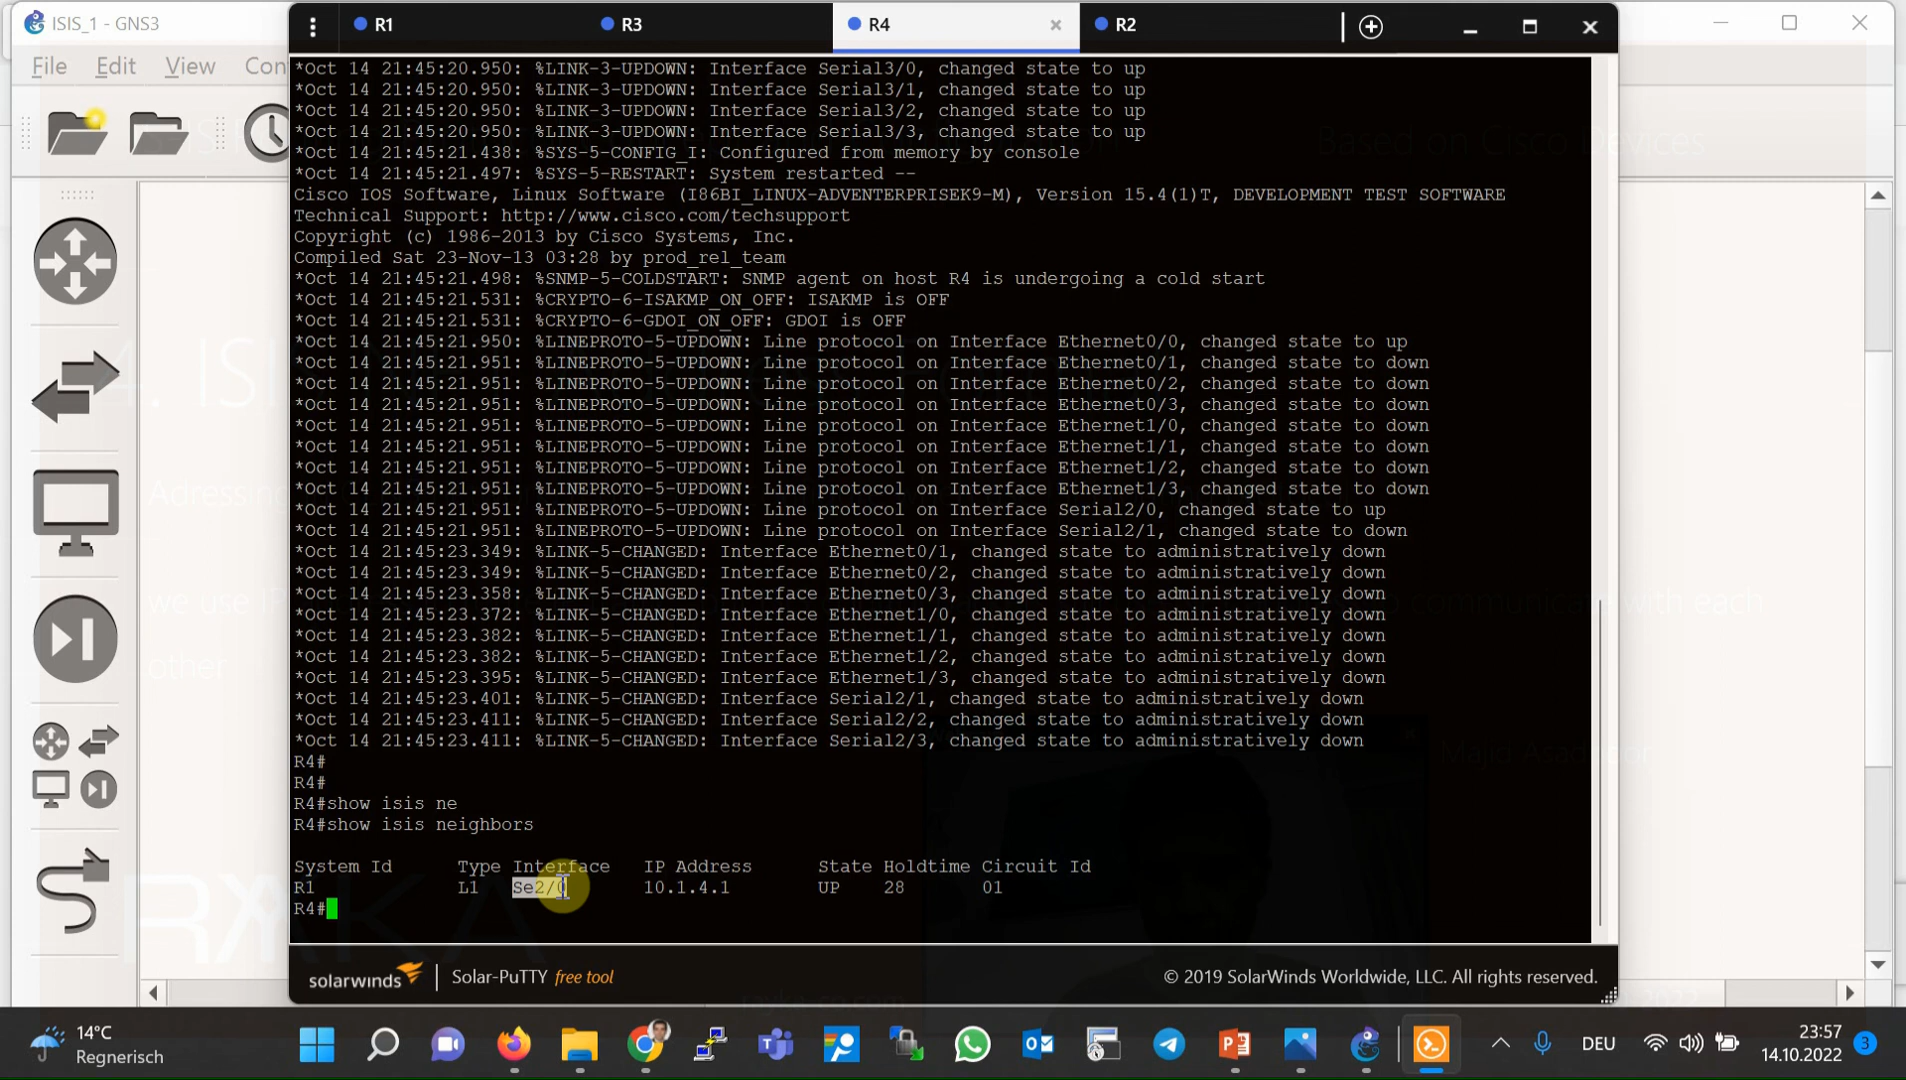 ISIS_1 - GNS3
R1
R3
R4
R2
File Edit View Con
*Oct 14 21:45:20.950: %LINK-3-UPDOWN: Interface Serial3/0, changed state to up
*Oct 14 21:45:20.950: %LINK-3-UPDOWN: Interface Serial3/1, changed state to up
*Oct 14 21:45:20.950: %LINK-3-UPDOWN: Interface Serial3/2, changed state to up
*Oct 14 21:45:20.950: %LINK-3-UPDOWN: Interface Serial3/3, changed state to up
*Oct 14 21:45:21.438: %SYS-5-CONFIG_I: Configured from memory by console
*Oct 14 21:45:21.497: %SYS-5-RESTART: System restarted --
Cisco IOS Software, Linux Software (I86BI_LINUX-ADVENTERPRISEK9-M), Version 15.4(1)T, DEVELOPMENT TEST SOFTWARE
Technical Support: http://www.cisco.com/techsupport
Copyright (c) 1986-2013 by Cisco Systems, Inc.
Compiled Sat 23-Nov-13 03:28 by prod_rel_team
*Oct 14 21:45:21.498: %SNMP-5-COLDSTART: SNMP agent on host R4 is undergoing a cold start
*Oct 14 21:45:21.531: %CRYPTO-6-ISAKMP_ON_OFF: ISAKMP is OFF
*Oct 14 21:45:21.531: %CRYPTO-6-GDOI_ON_OFF: GDOI is OFF
*Oct 14 21:45:21.950: %LINEPROTO-5-UPDOWN: Line protocol on Interface Ethernet0/0, changed state to up
*Oct 14 21:45:21.951: %LINEPROTO-5-UPDOWN: Line protocol on Interface Ethernet0/1, changed state to down
*Oct 14 21:45:21.951: %LINEPROTO-5-UPDOWN: Line protocol on Interface Ethernet0/2, changed state to down
*Oct 14 21:45:21.951: %LINEPROTO-5-UPDOWN: Line protocol on Interface Ethernet0/3, changed state to down
*Oct 14 21:45:21.951: %LINEPROTO-5-UPDOWN: Line protocol on Interface Ethernet1/0, changed state to down
*Oct 14 21:45:21.951: %LINEPROTO-5-UPDOWN: Line protocol on Interface Ethernet1/1, changed state to down
*Oct 14 21:45:21.951: %LINEPROTO-5-UPDOWN: Line protocol on Interface Ethernet1/2, changed state to down
*Oct 14 21:45:21.951: %LINEPROTO-5-UPDOWN: Line protocol on Interface Ethernet1/3, changed state to down
*Oct 14 21:45:21.951: %LINEPROTO-5-UPDOWN: Line protocol on Interface Serial2/0, changed state to up
*Oct 14 21:45:21.951: %LINEPROTO-5-UPDOWN: Line protocol on Interface Serial2/1, changed state to down
*Oct 14 21:45:23.349: %LINK-5-CHANGED: Interface Ethernet0/1, changed state to administratively down
*Oct 14 21:45:23.349: %LINK-5-CHANGED: Interface Ethernet0/2, changed state to administratively down
*Oct 14 21:45:23.358: %LINK-5-CHANGED: Interface Ethernet0/3, changed state to administratively down
*Oct 14 21:45:23.372: %LINK-5-CHANGED: Interface Ethernet1/0, changed state to administratively down
*Oct 14 21:45:23.382: %LINK-5-CHANGED: Interface Ethernet1/1, changed state to administratively down
*Oct 14 21:45:23.382: %LINK-5-CHANGED: Interface Ethernet1/2, changed state to administratively down
*Oct 14 21:45:23.395: %LINK-5-CHANGED: Interface Ethernet1/3, changed state to administratively down
*Oct 14 21:45:23.401: %LINK-5-CHANGED: Interface Serial2/1, changed state to administratively down
*Oct 14 21:45:23.411: %LINK-5-CHANGED: Interface Serial2/2, changed state to administratively down
*Oct 14 21:45:23.411: %LINK-5-CHANGED: Interface Serial2/3, changed state to administratively down
R4#
R4#
R4#show isis ne
R4#show isis neighbors
System Id Type Interface IP Address State Holdtime Circuit Id
R1 L1 Se2/0 10.1.4.1 UP 28 01
R4#
Based on Cisco Devices
4. ISI
we use communicate with each
other
solarwinds | Solar-PuTTY free tool
© 2019 SolarWinds Worldwide, LLC. All rights reserved.
14°C
Regnerisch
DEU
23:57
14.10.2022
3